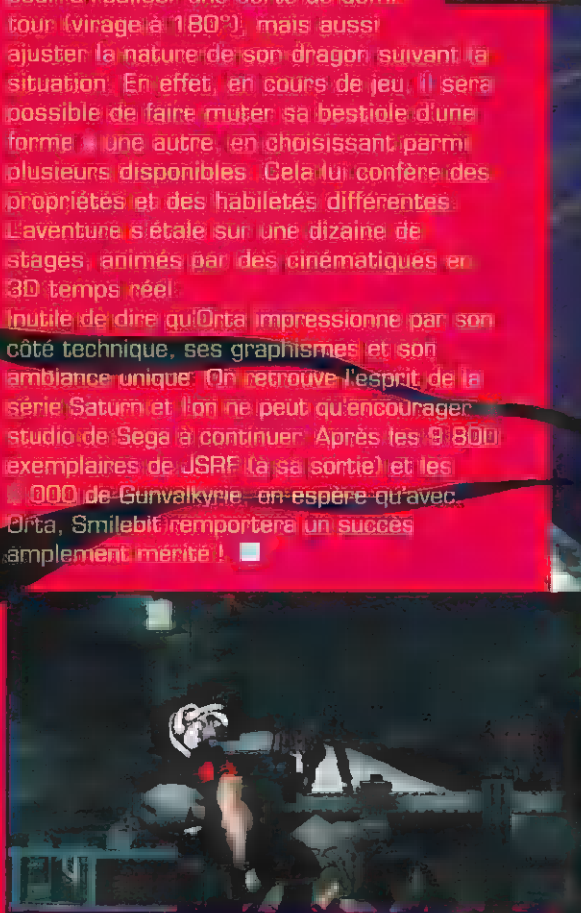 tour (virage à 180°), mais aussi
ajuster la nature de son dragon suivant la
situation. En effet, en cours de jeu, il sera
possible de faire muter sa bestiole d'une
forme à une autre, en choisissant parmi
plusieurs disponibles. Cela lui confère des
propriétés et des habiletés différentes.
L'aventure s'étale sur une dizaine de
stages, animés par des cinématiques en
3D temps réel.
Inutile de dire qu'Orta impressionne par son
côté technique, ses graphismes et son
ambiance unique. On retrouve l'esprit de la
série Saturn et l'on ne peut qu'encourager
studio de Sega à continuer. Après les 9 800
exemplaires de JSRF (à sa sortie) et les
000 de Gunvalkyrie, on espère qu'avec
Orta, Smilebit remportera un succès
amplement mérité !